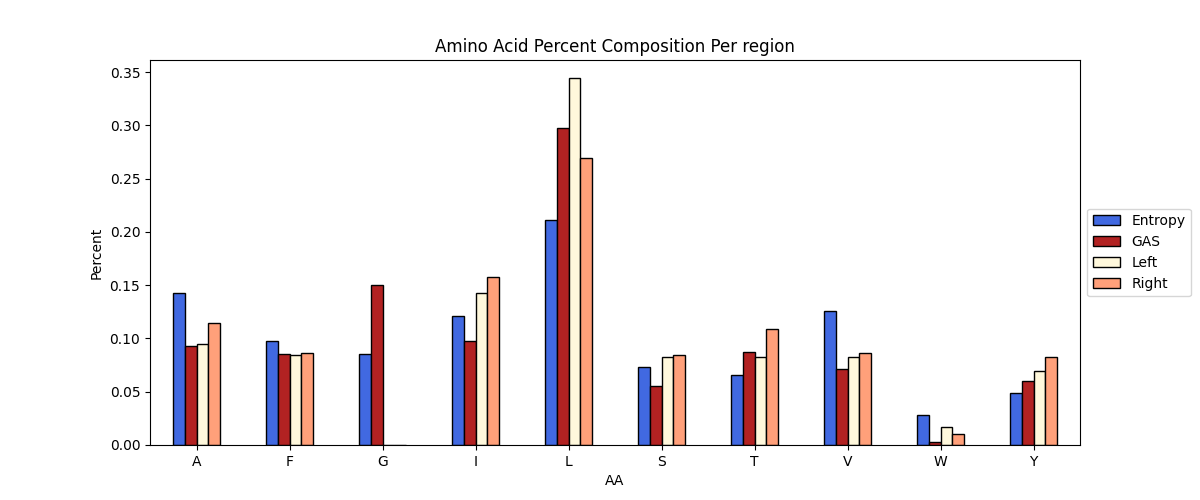 Amino Acid Percent Composition Per region
0.35
0.30
0.25
0.20
0.15
0.10
0.05
0.00
Percent
A F G I L S T V W Y
AA
Entropy
GAS
Left
Right